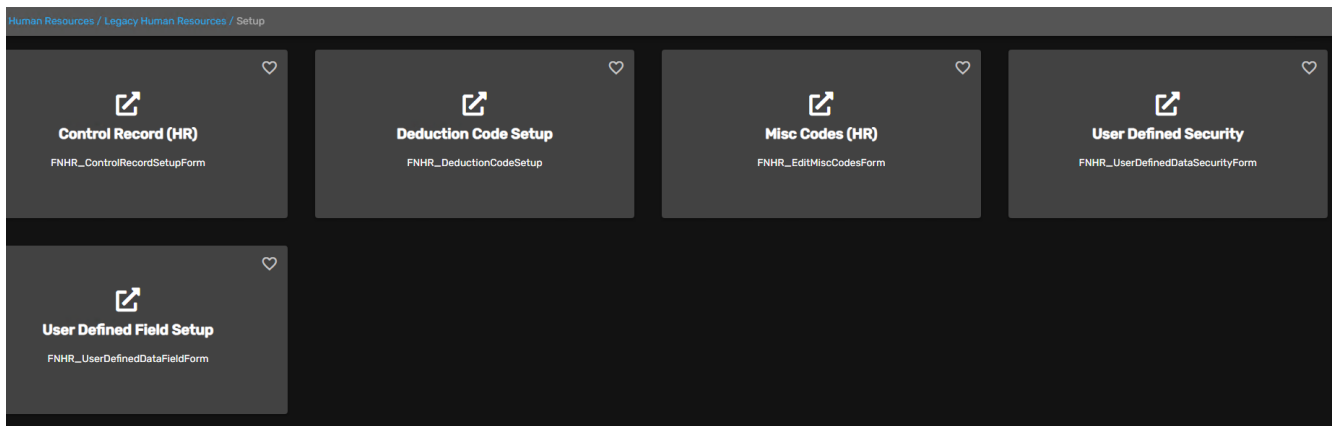 Human Resources / Legacy Human Resources / Setup
Control Record (HR)
FNHR_ControlRecordSetupForm
Deduction Code Setup
FNHR_DeductionCodeSetup
Misc Codes (HR)
FNHR_EditMiscCodesForm
User Defined Security
FNHR_UserDefinedDataSecurityForm
User Defined Field Setup
FNHR_UserDefinedDataFieldForm